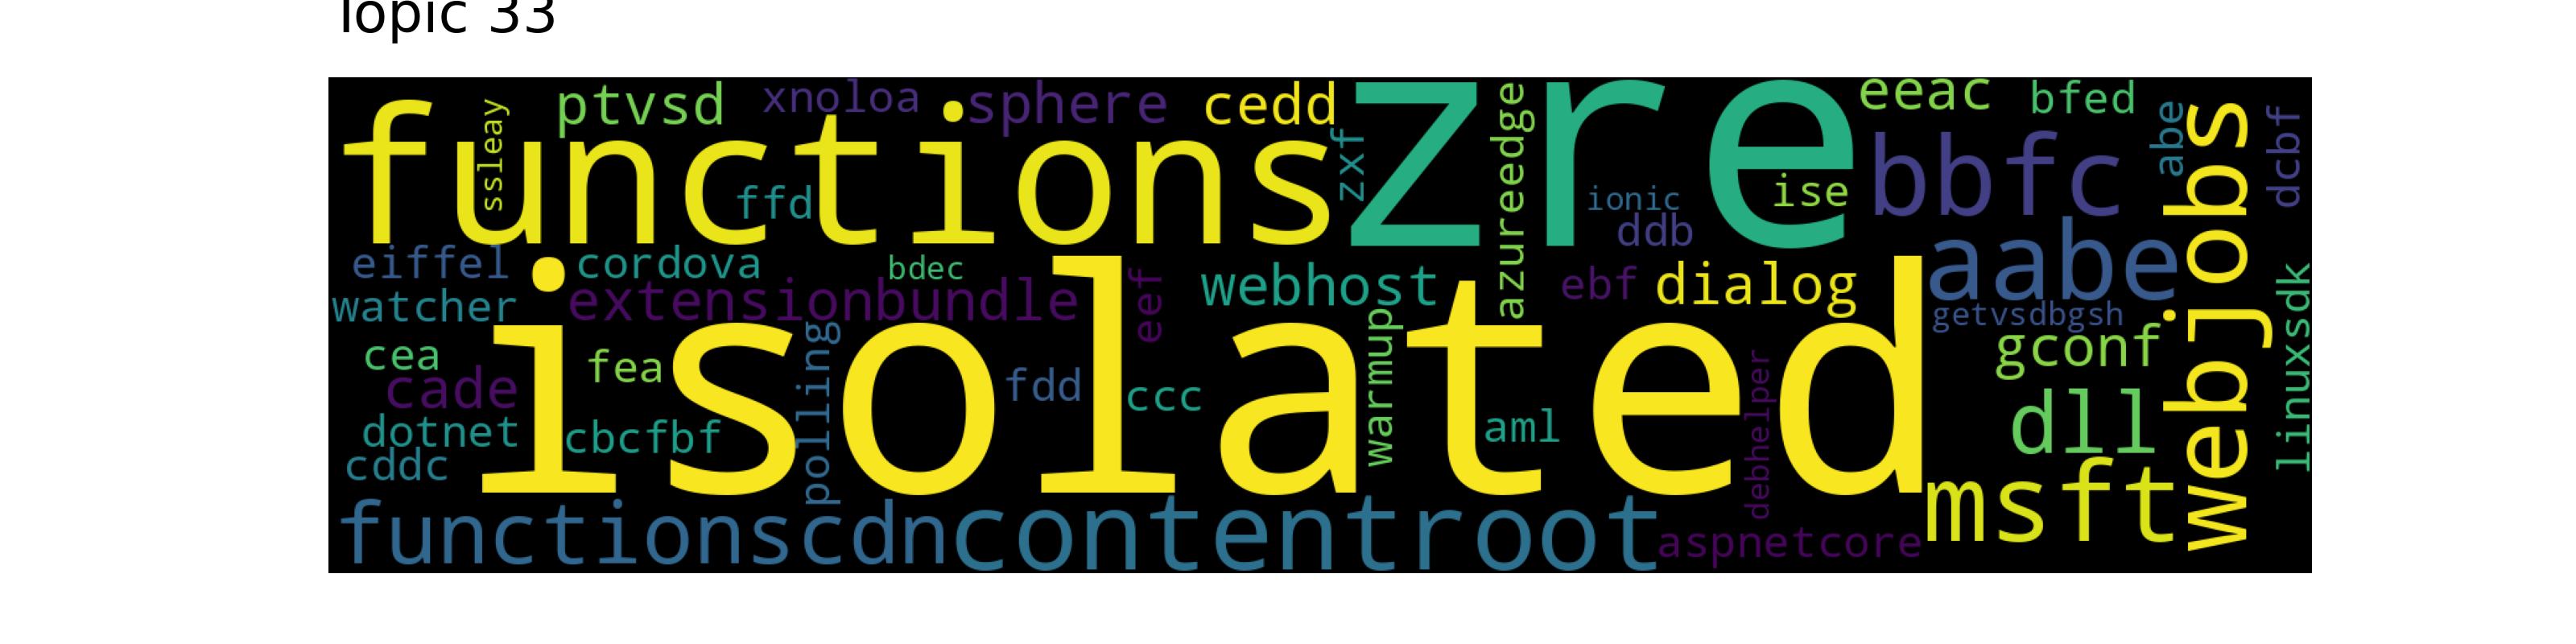 Topic 33
functions
ssleay
ptvsd
xnoloa
sphere
cedd
zre
eeac
bfed
abe
webjobs
dcbf
ffd
zxf
azureedge
ionic
ise
ddb
bbfc
eiffel
cordova
bdec
eef
webhost
ebf
dialog
aabe
watcher
extensionbundle
getvsdbgsh
linuxsdk
isolated
cea
cade
fea
polling
fdd
ccc
warmup
aml
debhelper
gconf
dll
dotnet
cbcfbf
cddc
msft
functionscdn
contentroot
aspnetcore